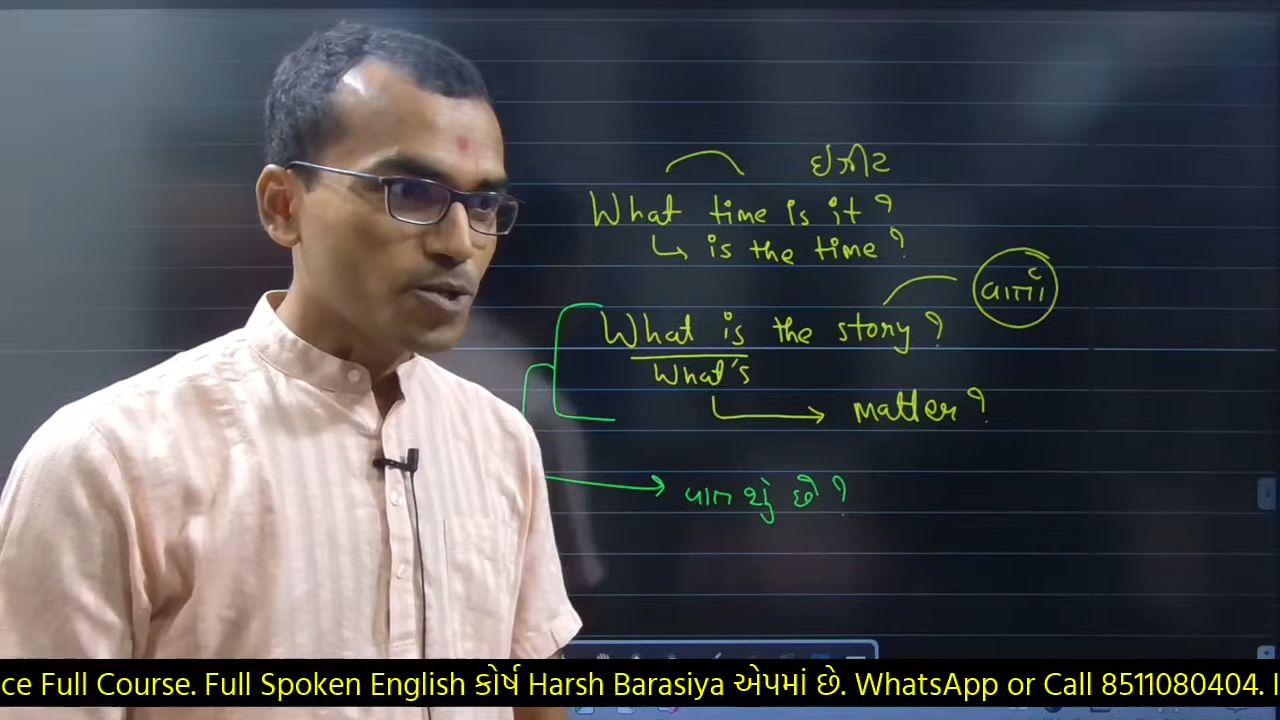 ઇઝીટ
What time is it?
↳ is the time?
વાર્તા
What is the story?
What's
matter?
વાત શું છે?
ce Full Course. Full Spoken English કોર્ષ Harsh Barasiya એપમાં છે. WhatsApp or Call 8511080404. I